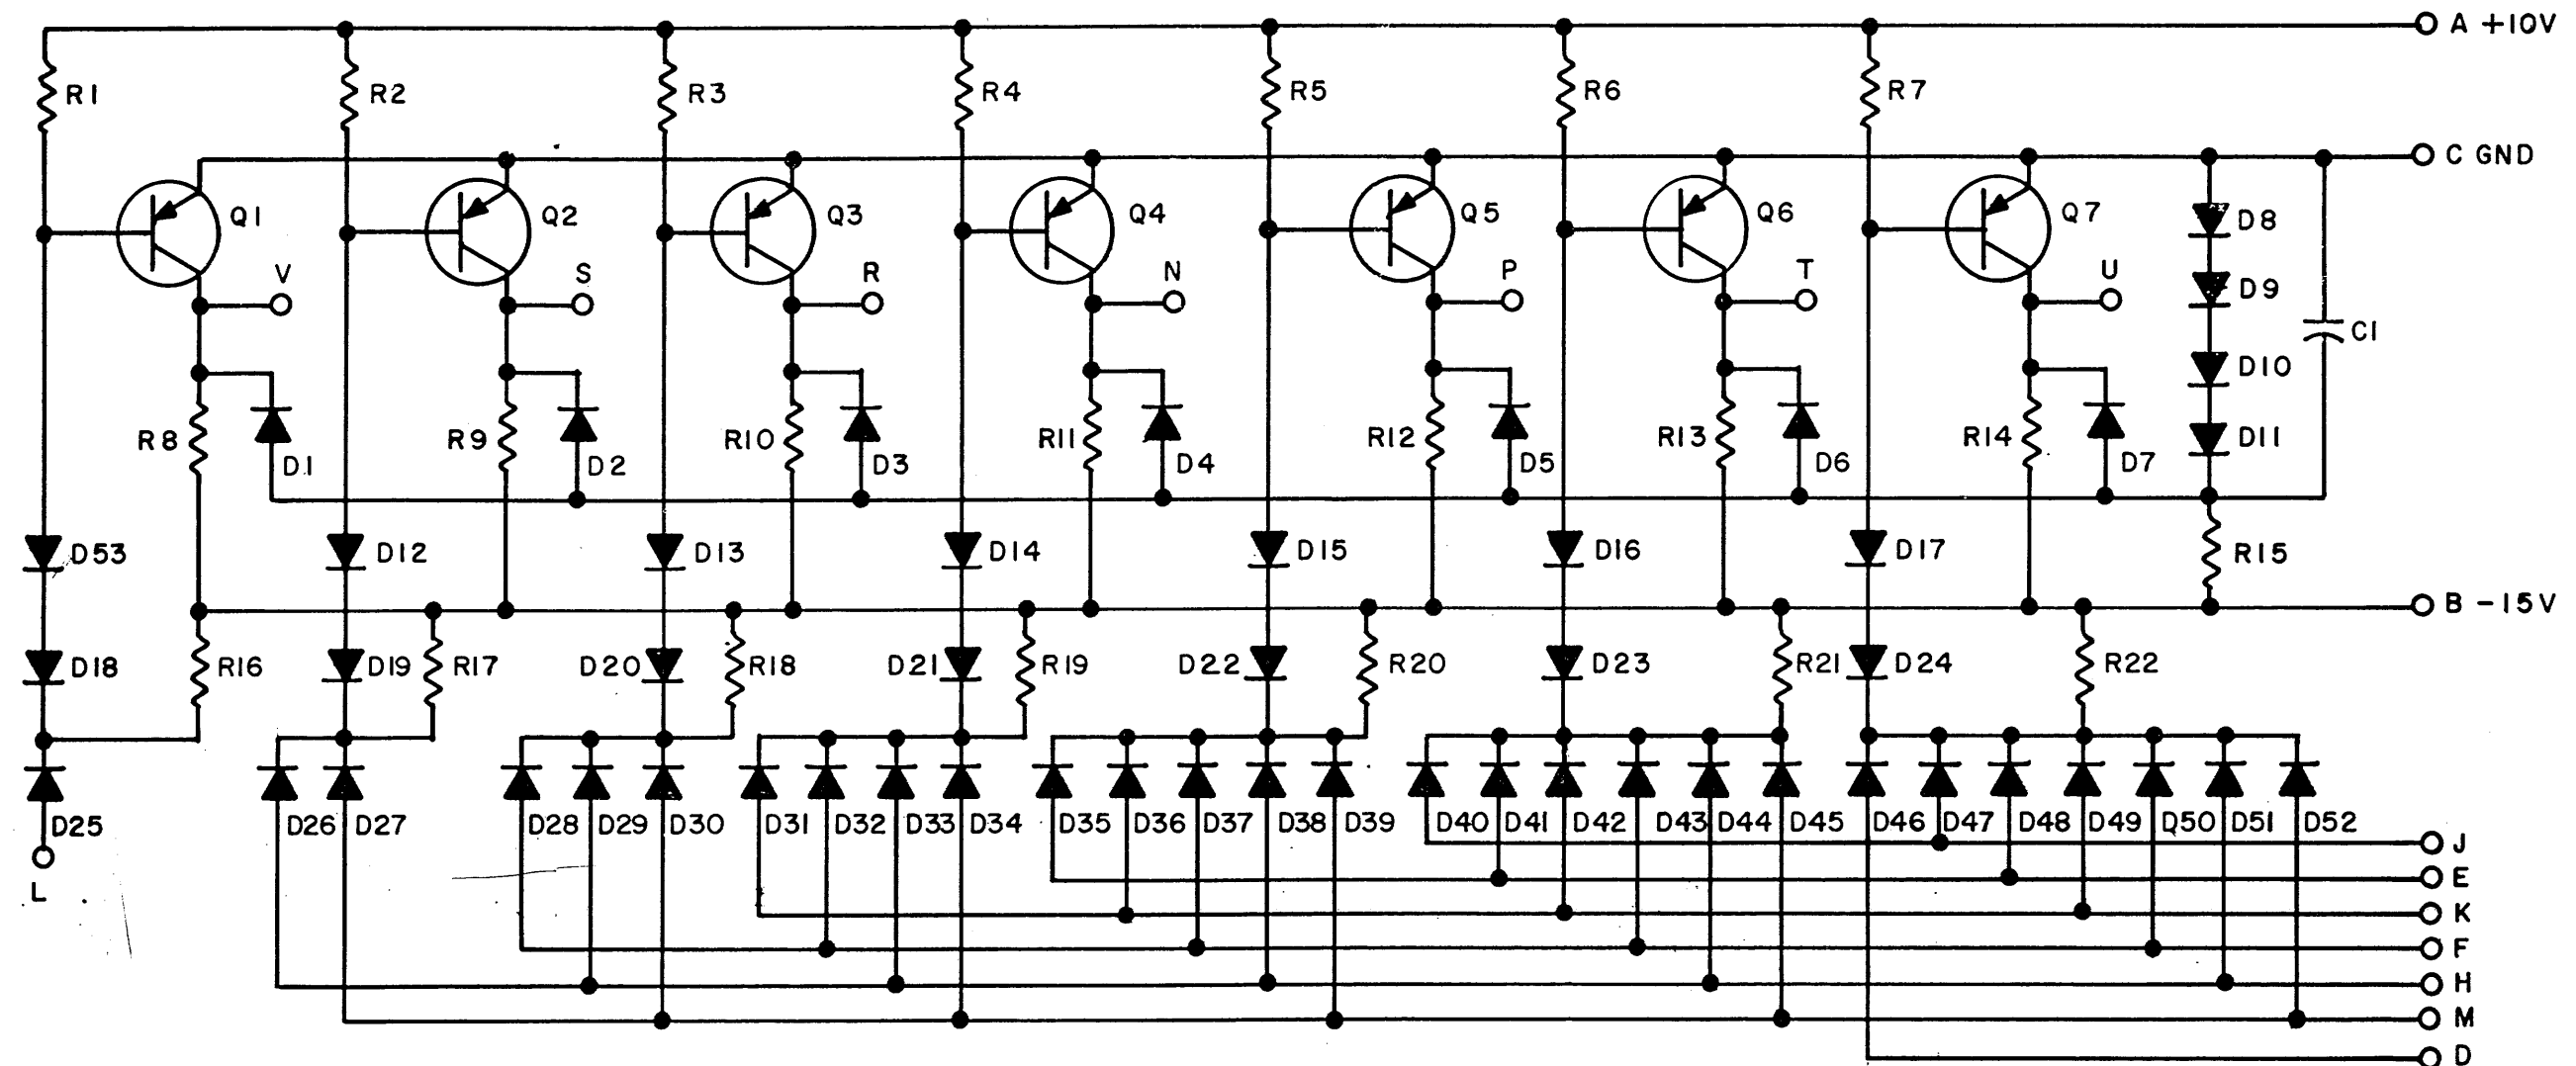 A +10V
R1 R2 R3 R4 R5 R6 R7
C GND
Q1 Q2 Q3 Q4 Q5 Q6 Q7 D8
V S R N P T U D9
C1
D10
R8 R9 R10 R11 R12 R13 R14 D11
D1 D2 D3 D4 D5 D6 D7
D53 D12 D13 D14 D15 D16 D17 R15
B -15V
D18 R16 D19 R17 D20 R18 D21 R19 D22 R20 D23 R21 D24 R22
D25 D26 D27 D28 D29 D30 D31 D32 D33 D34 D35 D36 D37 D38 D39 D40 D41 D42 D43 D44 D45 D46 D47 D48 D49 Q50 D51 D52
J
E
L
K
F
H
M
D